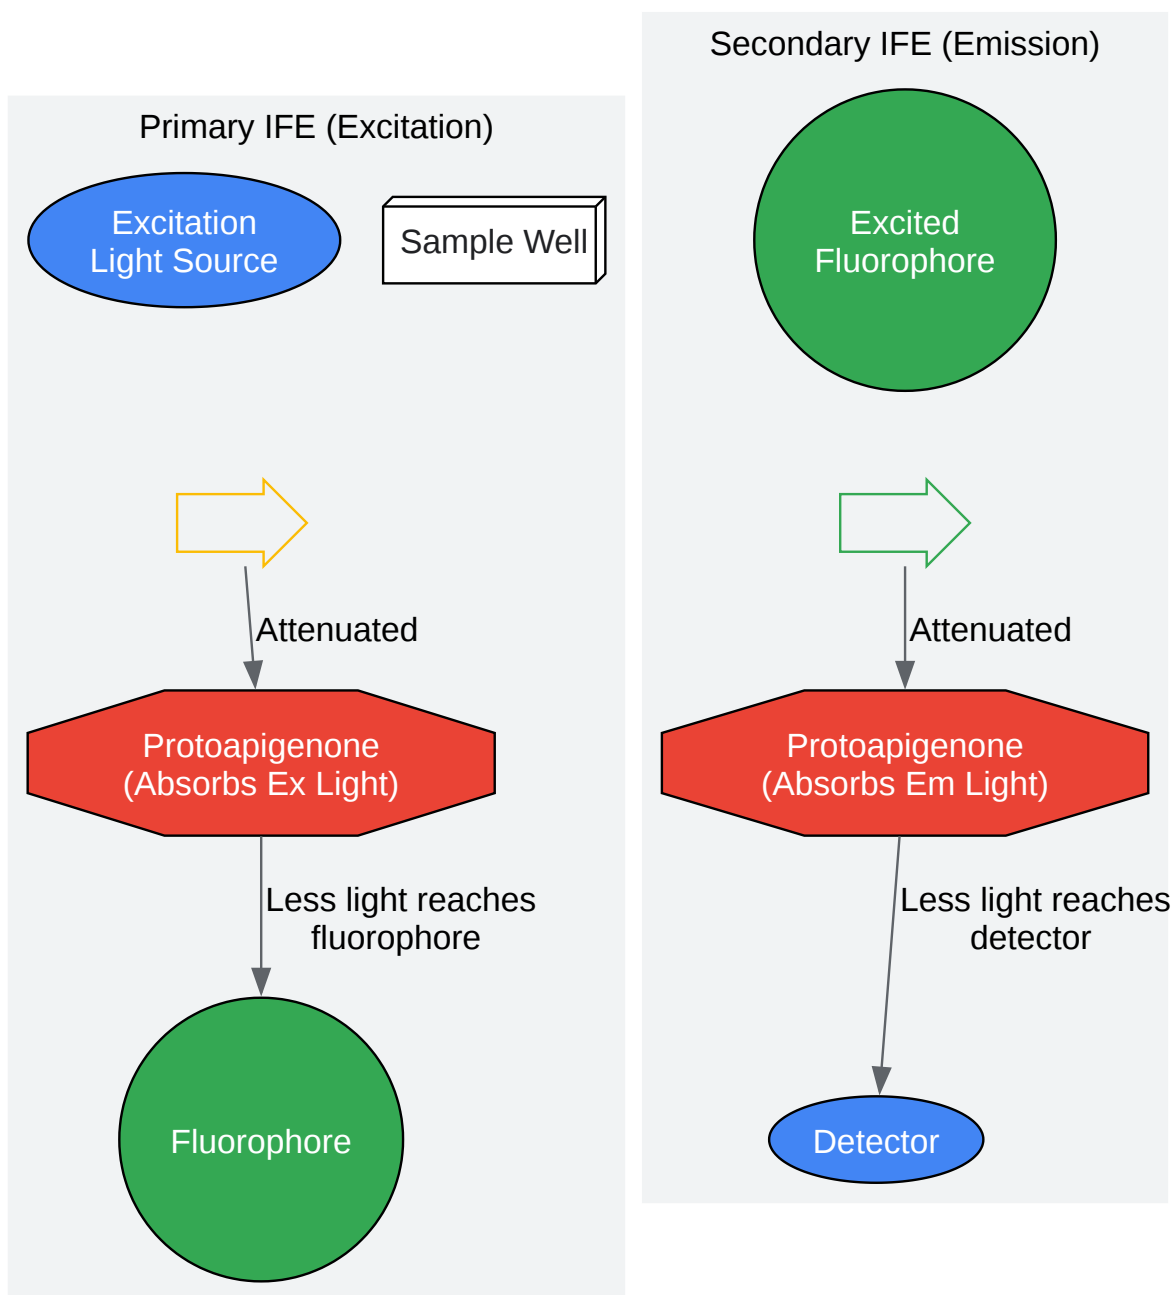 Primary IFE (Excitation)
Excitation
Light Source
Sample Well
Attenuated
Protoapigenone
(Absorbs Ex Light)
Less light reaches
fluorophore
Fluorophore
Secondary IFE (Emission)
Excited
Fluorophore
Attenuated
Protoapigenone
(Absorbs Em Light)
Less light reaches
detector
Detector